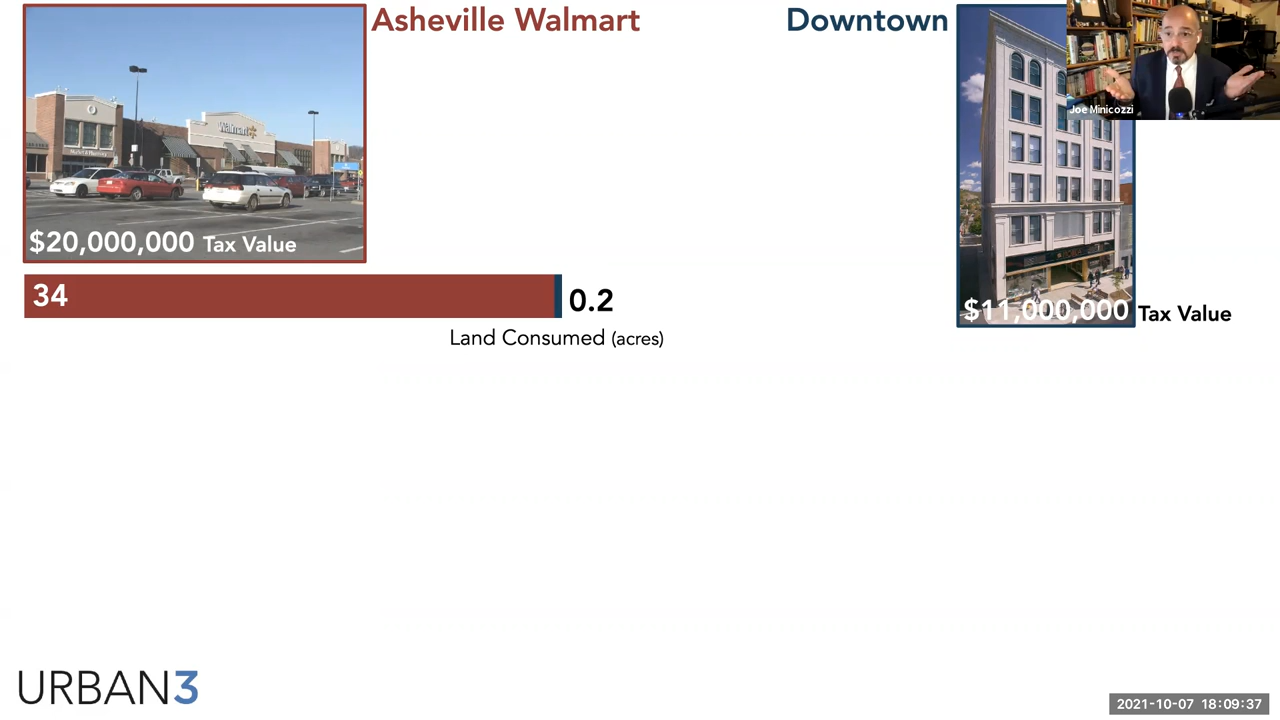 Asheville Walmart
Downtown
Walmart
Joe Minicozzi
$20,000,000 Tax Value
$11,000,000 Tax Value
34
0.2
Land Consumed (acres)
URBAN3
2021-10-07 18:09:37